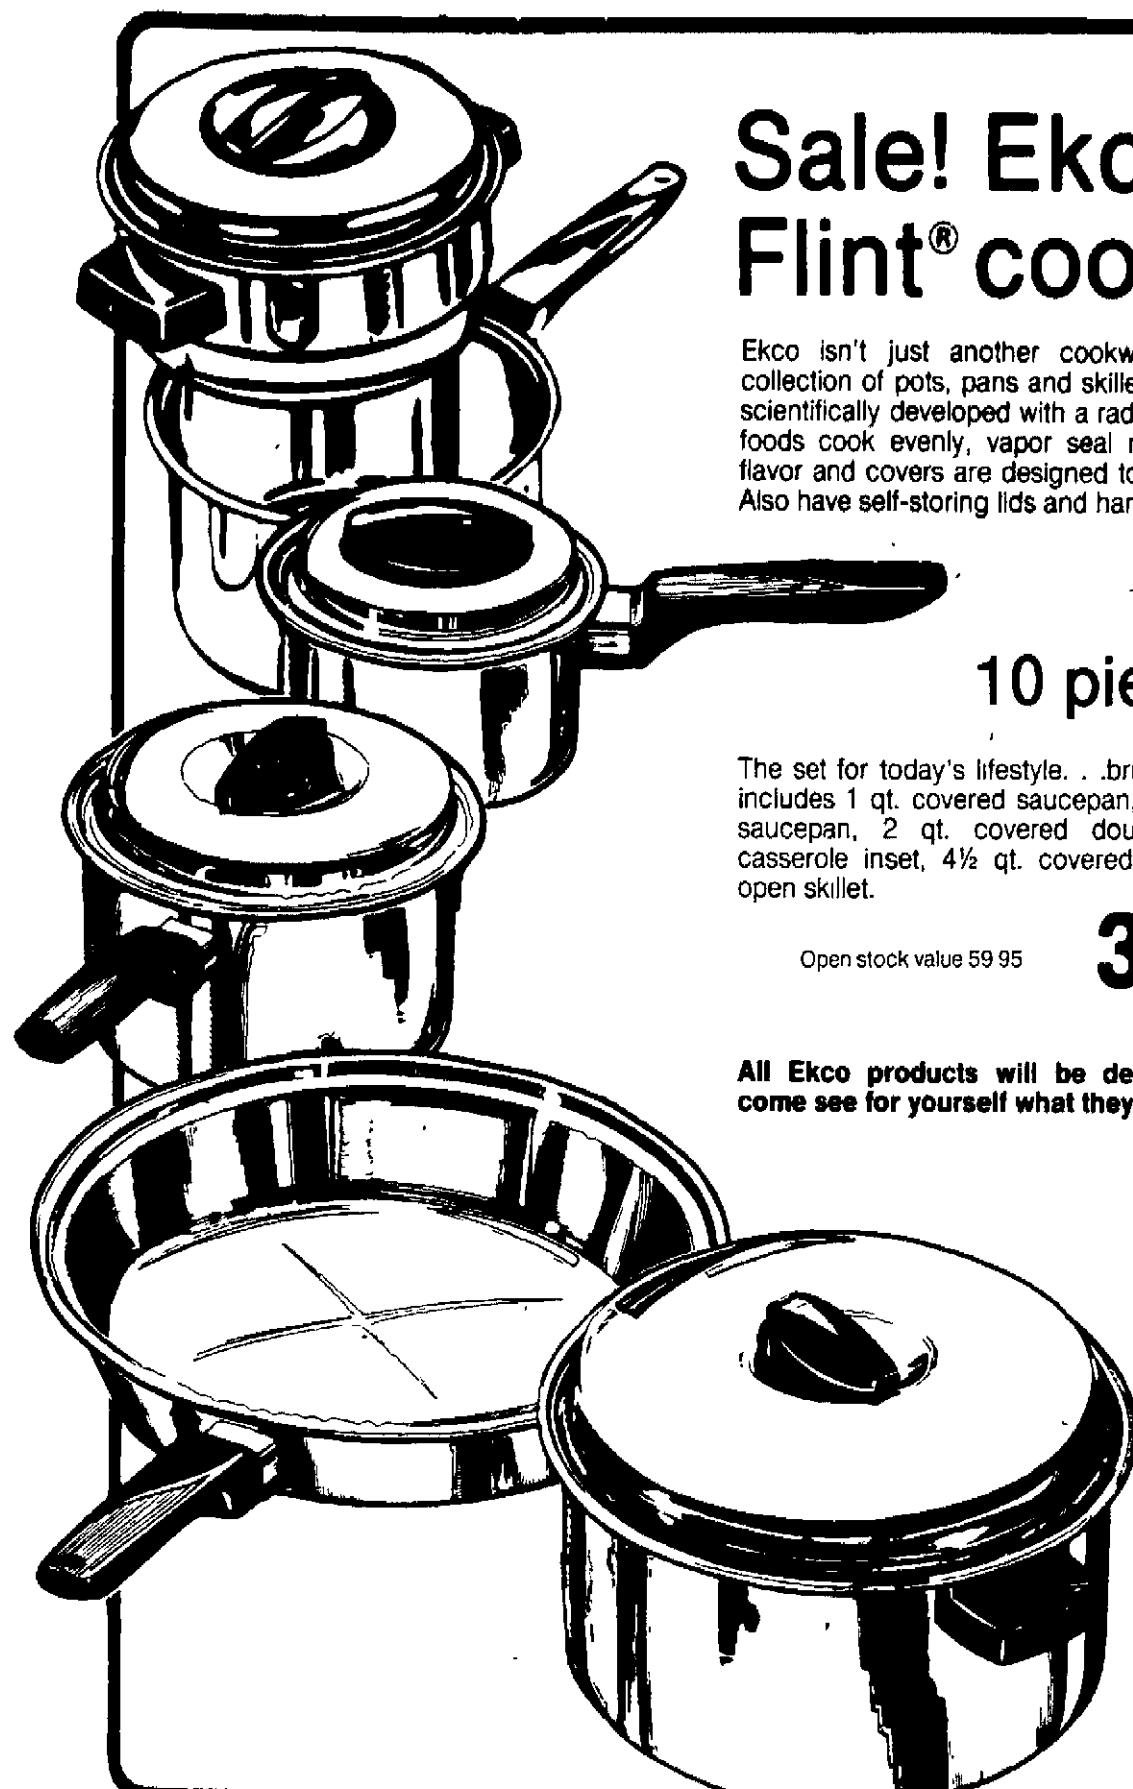 Sale! Ekc
Flint® coo
Ekco isn't just another cookw
collection of pots, pans and skille
scientifically developed with a rad
foods cook evenly, vapor seal r
flavor and covers are designed to
Also have self-storing lids and har
10 pie
The set for today's lifestyle. . .bri
includes 1 qt. covered saucepan,
saucepan, 2 qt. covered dou
casserole inset, 4½ qt. covered
open skillet.
Open stock value 59 95 3
All Ekco products will be de
come see for yourself what they